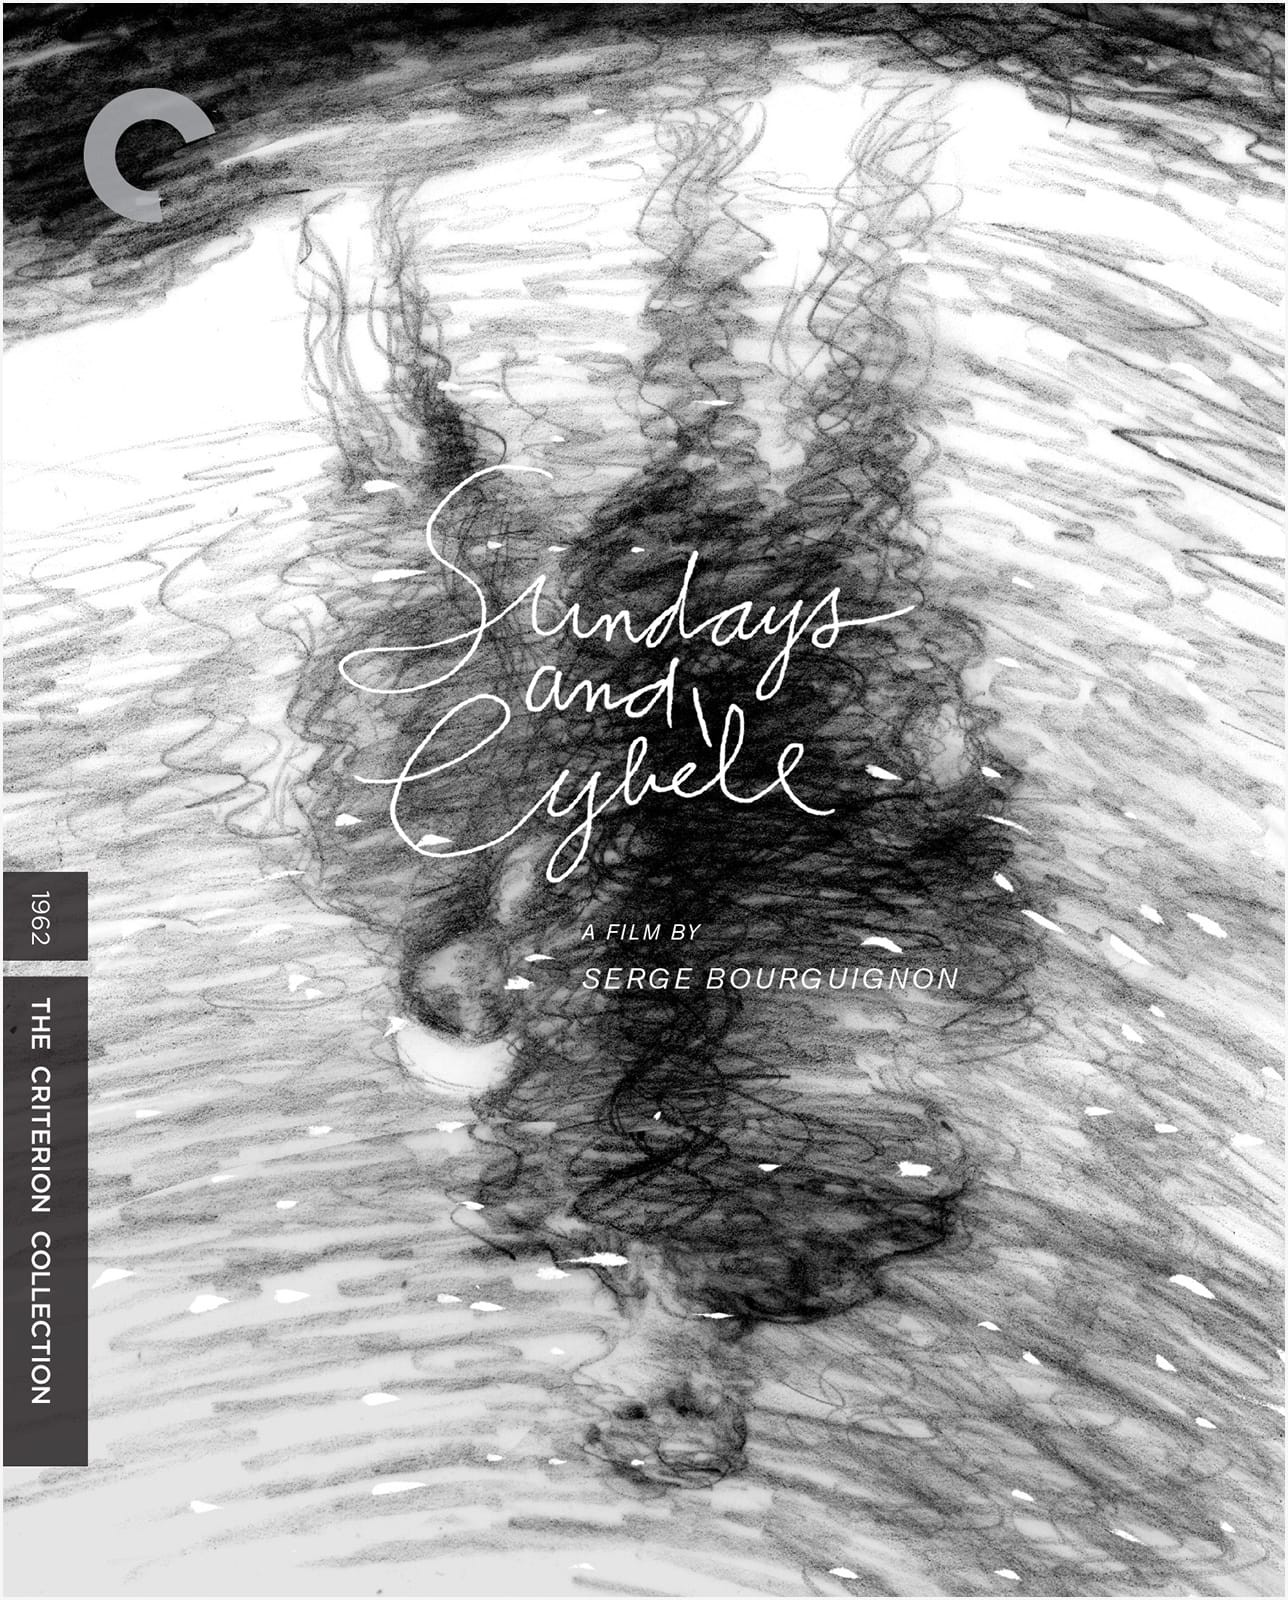 Sundays
and
Cybèle
A FILM BY
SERGE BOURGUIGNON
1962
THE CRITERION COLLECTION